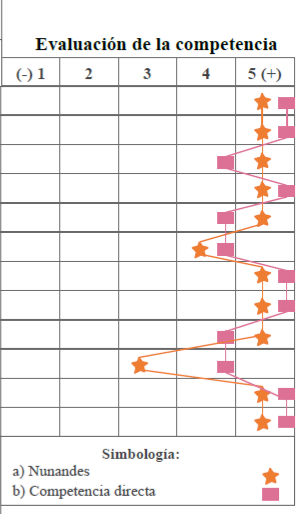 Evaluación de la competencia
(-) 1 2 3 4 5 (+)
Simbología:
a) Nunandes
b) Competencia directa